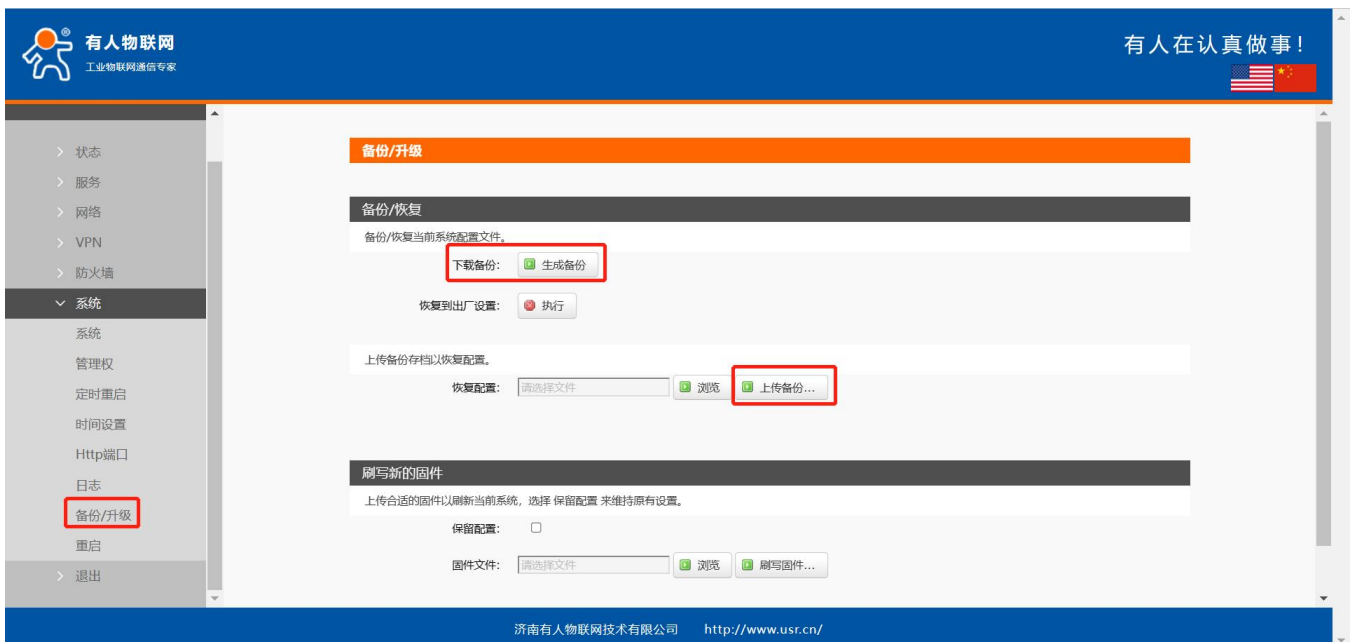 有人物联网
工业物联网通信专家
有人在认真做事!
状态
服务
网络
VPN
防火墙
系统
系统
管理权
定时重启
时间设置
Http端口
日志
备份/升级
重启
退出
备份/升级
备份/恢复
备份/恢复当前系统配置文件。
下载备份: 生成备份
恢复到出厂设置: 执行
上传备份存档以恢复配置。
恢复配置: 请选择文件 浏览 上传备份...
刷写新的固件
上传合适的固件以刷新当前系统，选择 保留配置 来维持原有设置。
保留配置:
固件文件: 请选择文件 浏览 刷写固件...
济南有人物联网技术有限公司 http://www.usr.cn/